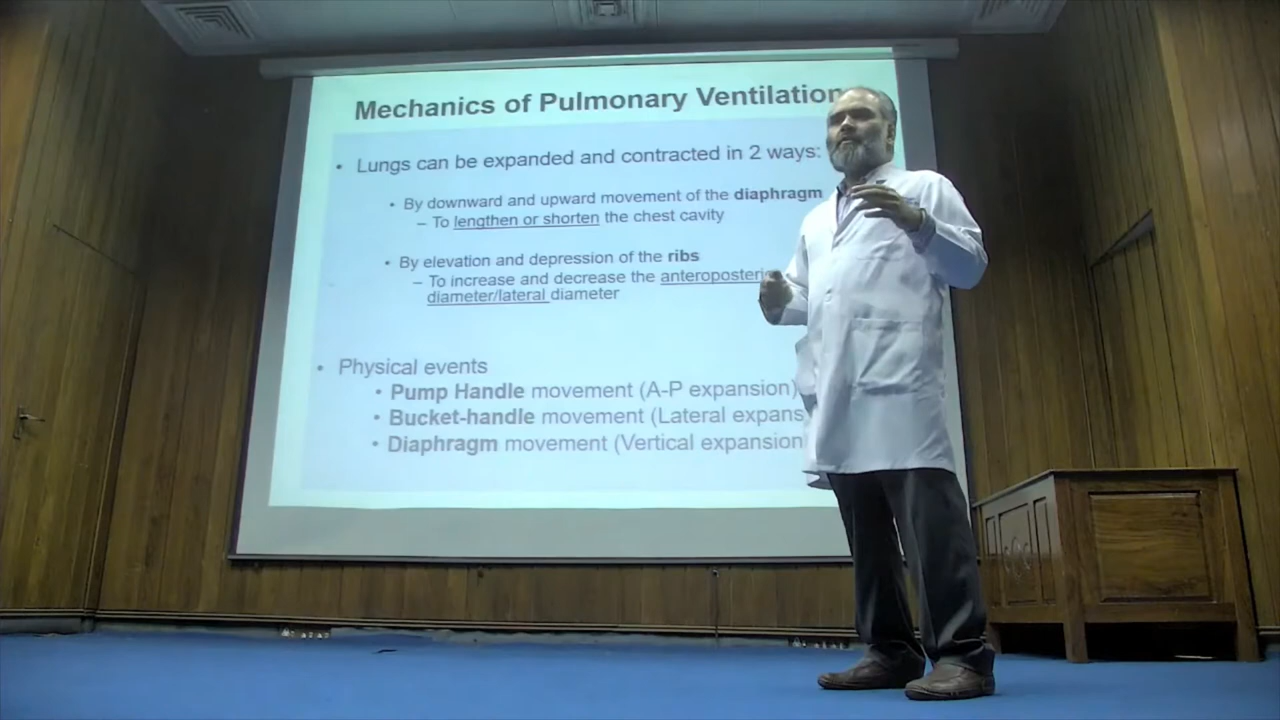 Mechanics of Pulmonary Ventilation
• Lungs can be expanded and contracted in 2 ways:
• By downward and upward movement of the diaphragm
– To lengthen or shorten the chest cavity
• By elevation and depression of the ribs
– To increase and decrease the anteroposteri
diameter/lateral diameter
• Physical events
• Pump Handle movement (A-P expansion)
• Bucket-handle movement (Lateral expans
• Diaphragm movement (Vertical expansion